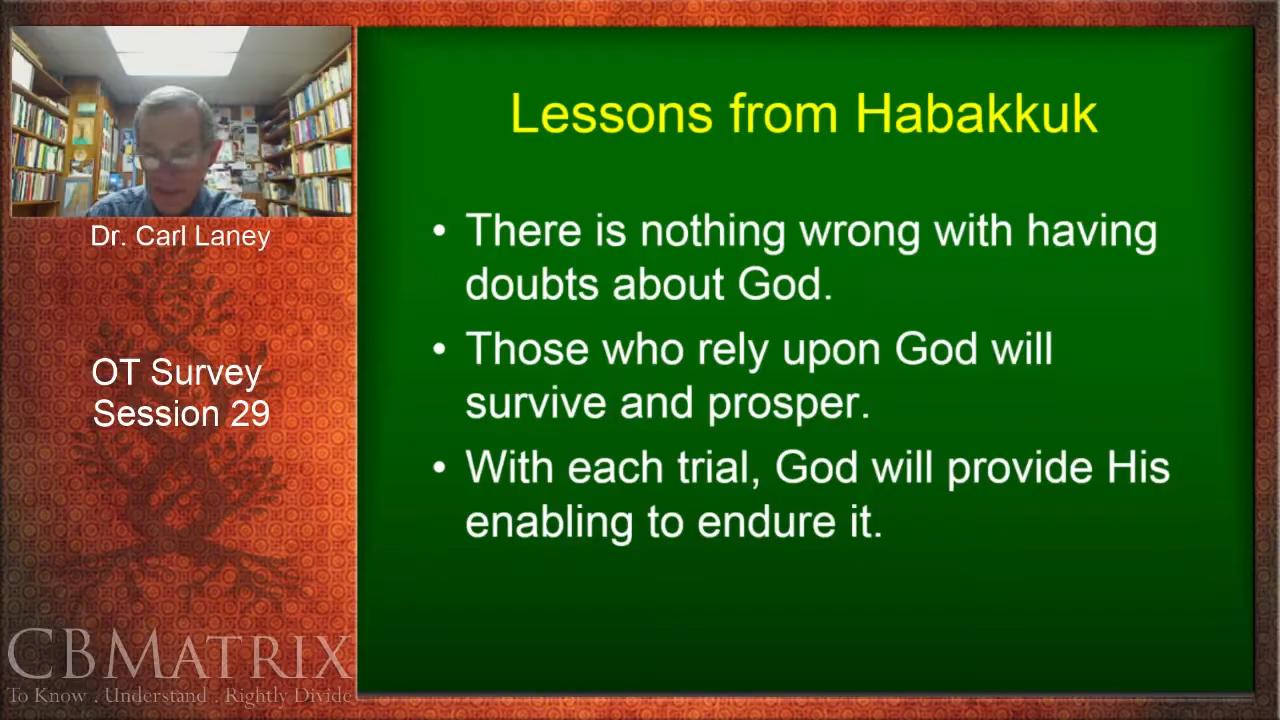 Dr. Carl Laney
OT Survey
Session 29
CBMATRIX
To Know . Understand . Rightly Divide
Lessons from Habakkuk
• There is nothing wrong with having
doubts about God.
• Those who rely upon God will
survive and prosper.
• With each trial, God will provide His
enabling to endure it.